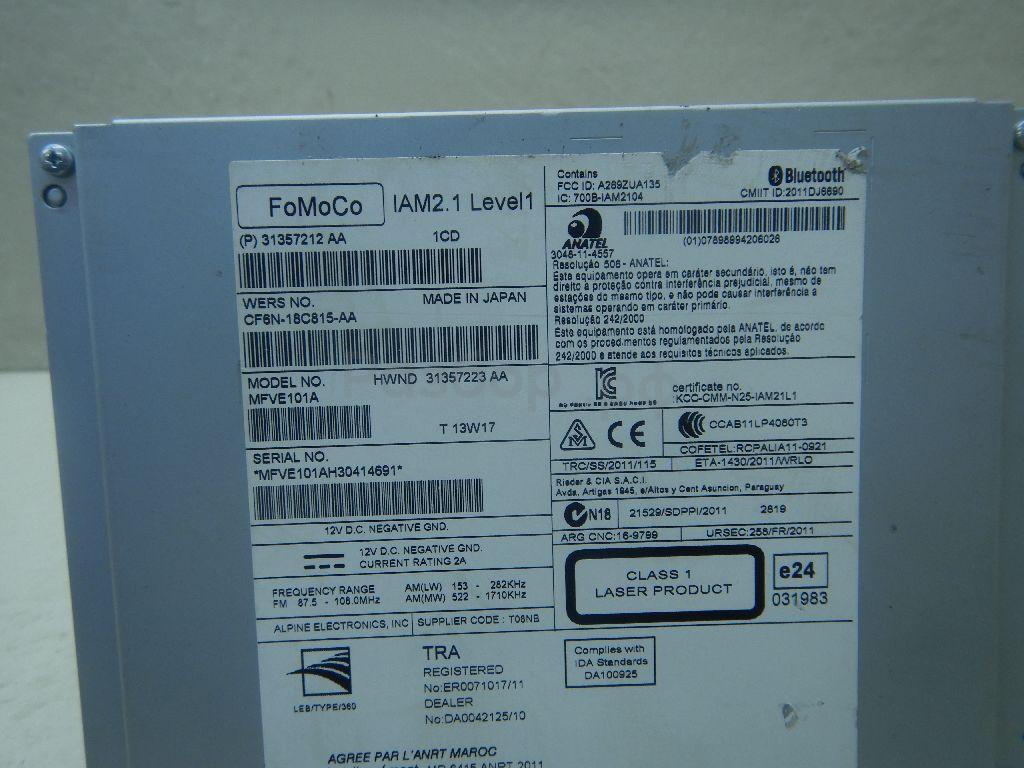 FoMoCo IAM2.1 Level1
(P) 31357212 AA 1CD
WERS NO. MADE IN JAPAN
CF6N-18C815-AA
MODEL NO. HWND 31357223 AA
MFVE101A
T 13W17
SERIAL NO.
*MFVE101AH30414691*
12V D.C. NEGATIVE GND.
12V D.C. NEGATIVE GND.
CURRENT RATING 2A
FREQUENCY RANGE AM(LW) 153 - 282KHz
FM 87.5 - 108.0MHz AM(MW) 522 - 1710KHz
ALPINE ELECTRONICS, INC SUPPLIER CODE : T06NB
LEB/TYPE/360
TRA
REGISTERED
No:ER0071017/11
DEALER
No:DA0042125/10
AGREE PAR L'ANRT MAROC
Contains
FCC ID: A269ZUA135
IC: 700B-IAM2104
Bluetooth
CMIIT ID:2011DJ6690
ANATEL
3048-11-4557
(01)07898994206026
Resolução 506 - ANATEL:
Este equipamento opera em caráter secundário, isto é, não tem
direito a proteção contra interferência prejudicial, mesmo de
estações do mesmo tipo, e não pode causar interferência a
sistemas operando em caráter primário.
Resolução 242/2000
Este equipamento está homologado pela ANATEL, de acordo
com os procedimentos regulamentados pela Resolução
242/2000 e atende aos requisitos técnicos aplicados.
certificate no.
:KCC-CMM-N25-IAM21L1
CE
CCAB11LP4080T3
COFETEL:RCPALIA11-0921
TRC/SS/2011/115 ETA-1430/2011/WRLO
Rieder & CIA S.A.C.I.
Avda. Artigas 1945, e/Altos y Cent Asuncion, Paraguay
N18 21529/SDPPI/2011 2819
ARG CNC:16-9799 URSEC:258/FR/2011
CLASS 1
LASER PRODUCT
e24
031983
Complies with
IDA Standards
DA100925